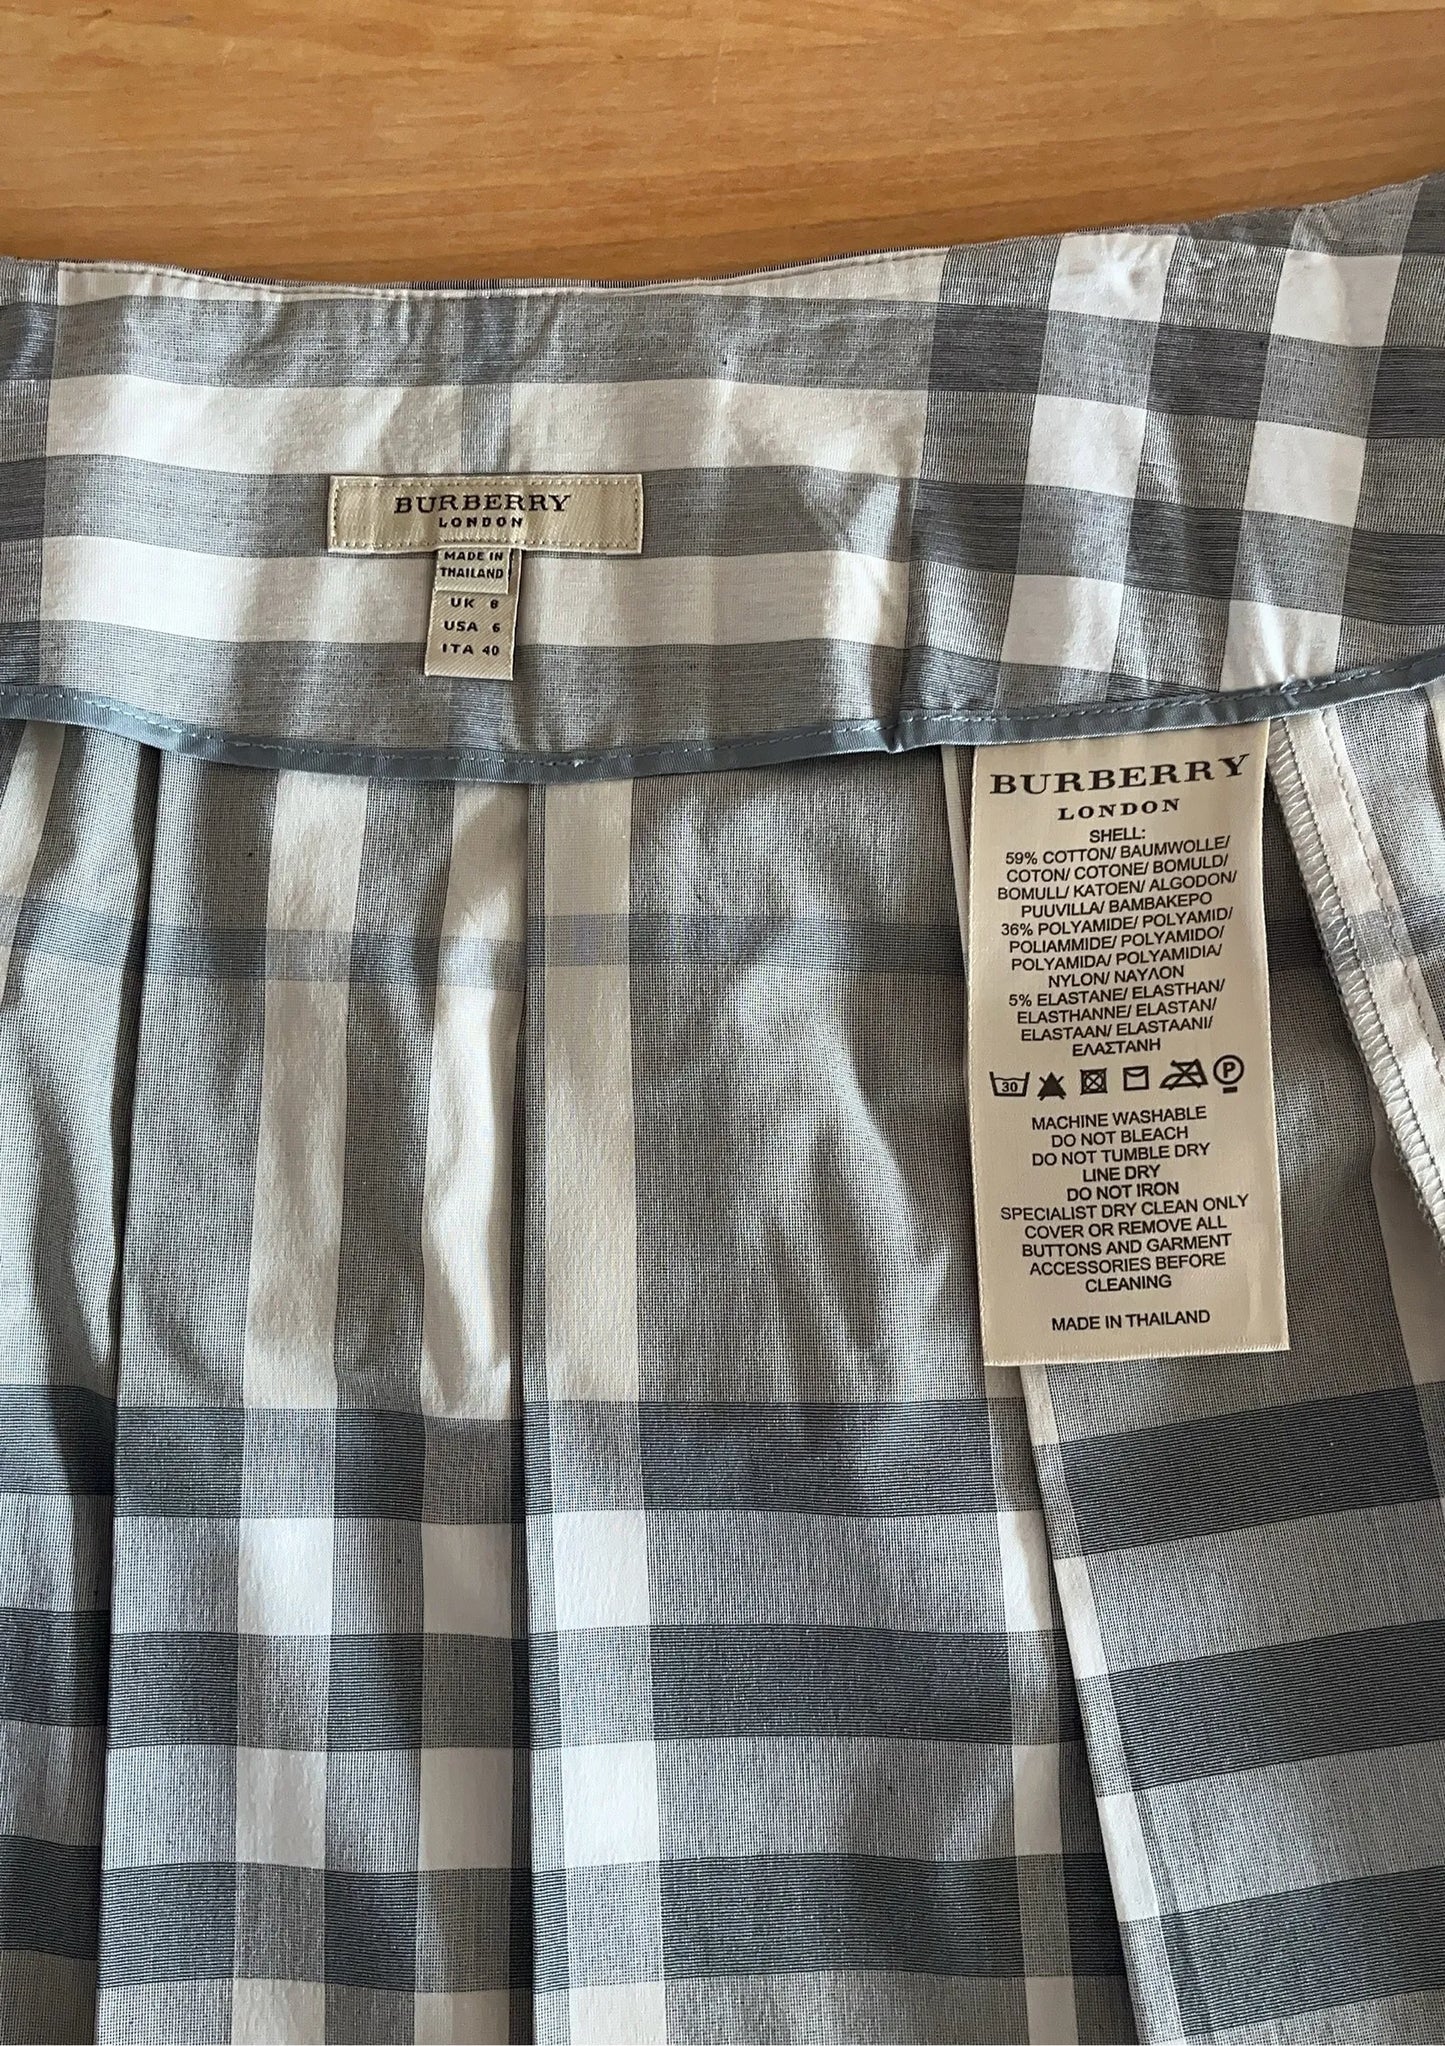 BURBERRY
LONDON
MADE IN
THAILAND
UK 8
USA 6
ITA 40
BURBERRY
LONDON
SHELL:
59% COTTON/ BAUMWOLLE/
COTON/ COTONE/ BOMULD/
BOMULL/ KATOEN/ ALGODON/
PUUVILLA/ ΒΑΜΒΑΚΕΡΟ
36% POLYAMIDE/ POLYAMID/
POLIAMMIDE/ POLYAMIDO/
POLYAMIDA/ POLYAMIDIA/
NYLON/ ΝΑΥΛΟΝ
5% ELASTANE/ ELASTHAN/
ELASTHANNE/ ELASTAN/
ELASTAAN/ ELASTAANI/
ΕΛΑΣΤΑΝΗ
30 P
MACHINE WASHABLE
DO NOT BLEACH
DO NOT TUMBLE DRY
LINE DRY
DO NOT IRON
SPECIALIST DRY CLEAN ONLY
COVER OR REMOVE ALL
BUTTONS AND GARMENT
ACCESSORIES BEFORE
CLEANING
MADE IN THAILAND